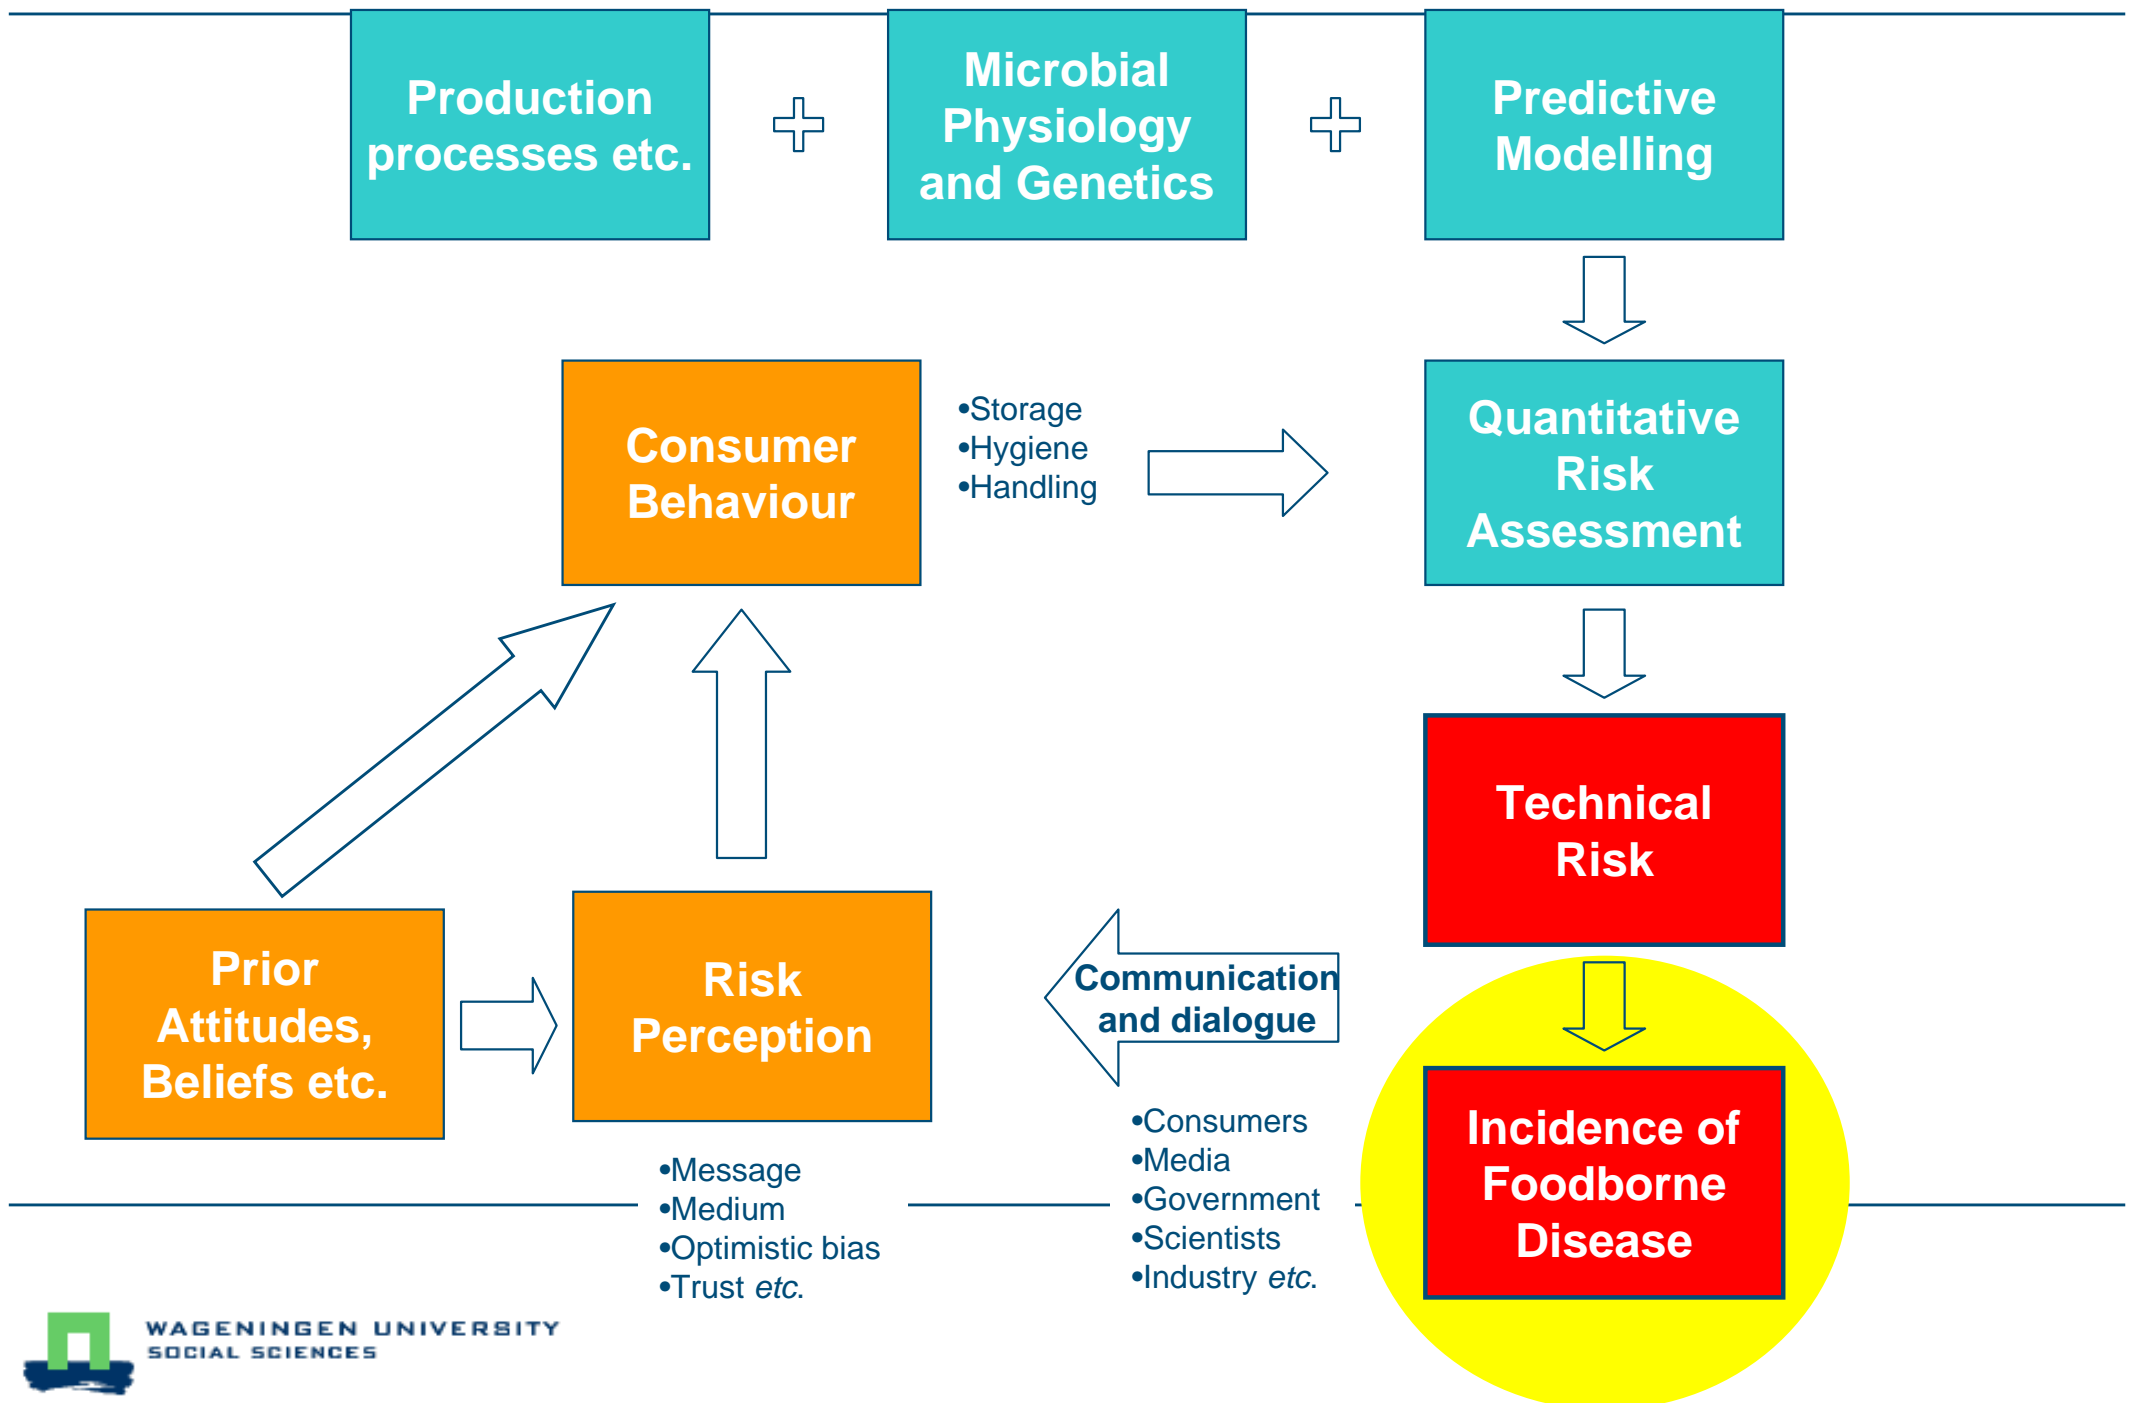 Production
processes etc.
Microbial
Physiology
and Genetics
Predictive
Modelling
Consumer
Behaviour
•Storage
•Hygiene
•Handling
Quantitative
Risk
Assessment
Technical
Risk
Prior
Attitudes,
Beliefs etc.
Risk
Perception
Communication
and dialogue
•Message
•Medium
•Optimistic bias
•Trust etc.
•Consumers
•Media
•Government
•Scientists
•Industry etc.
Incidence of
Foodborne
Disease
WAGENINGEN UNIVERSITY
SOCIAL SCIENCES